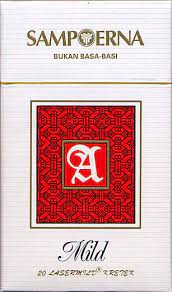 SAMPOERNA
BUKAN BASA-BASI
A
Mild
20 LASERMILD® KRETEK